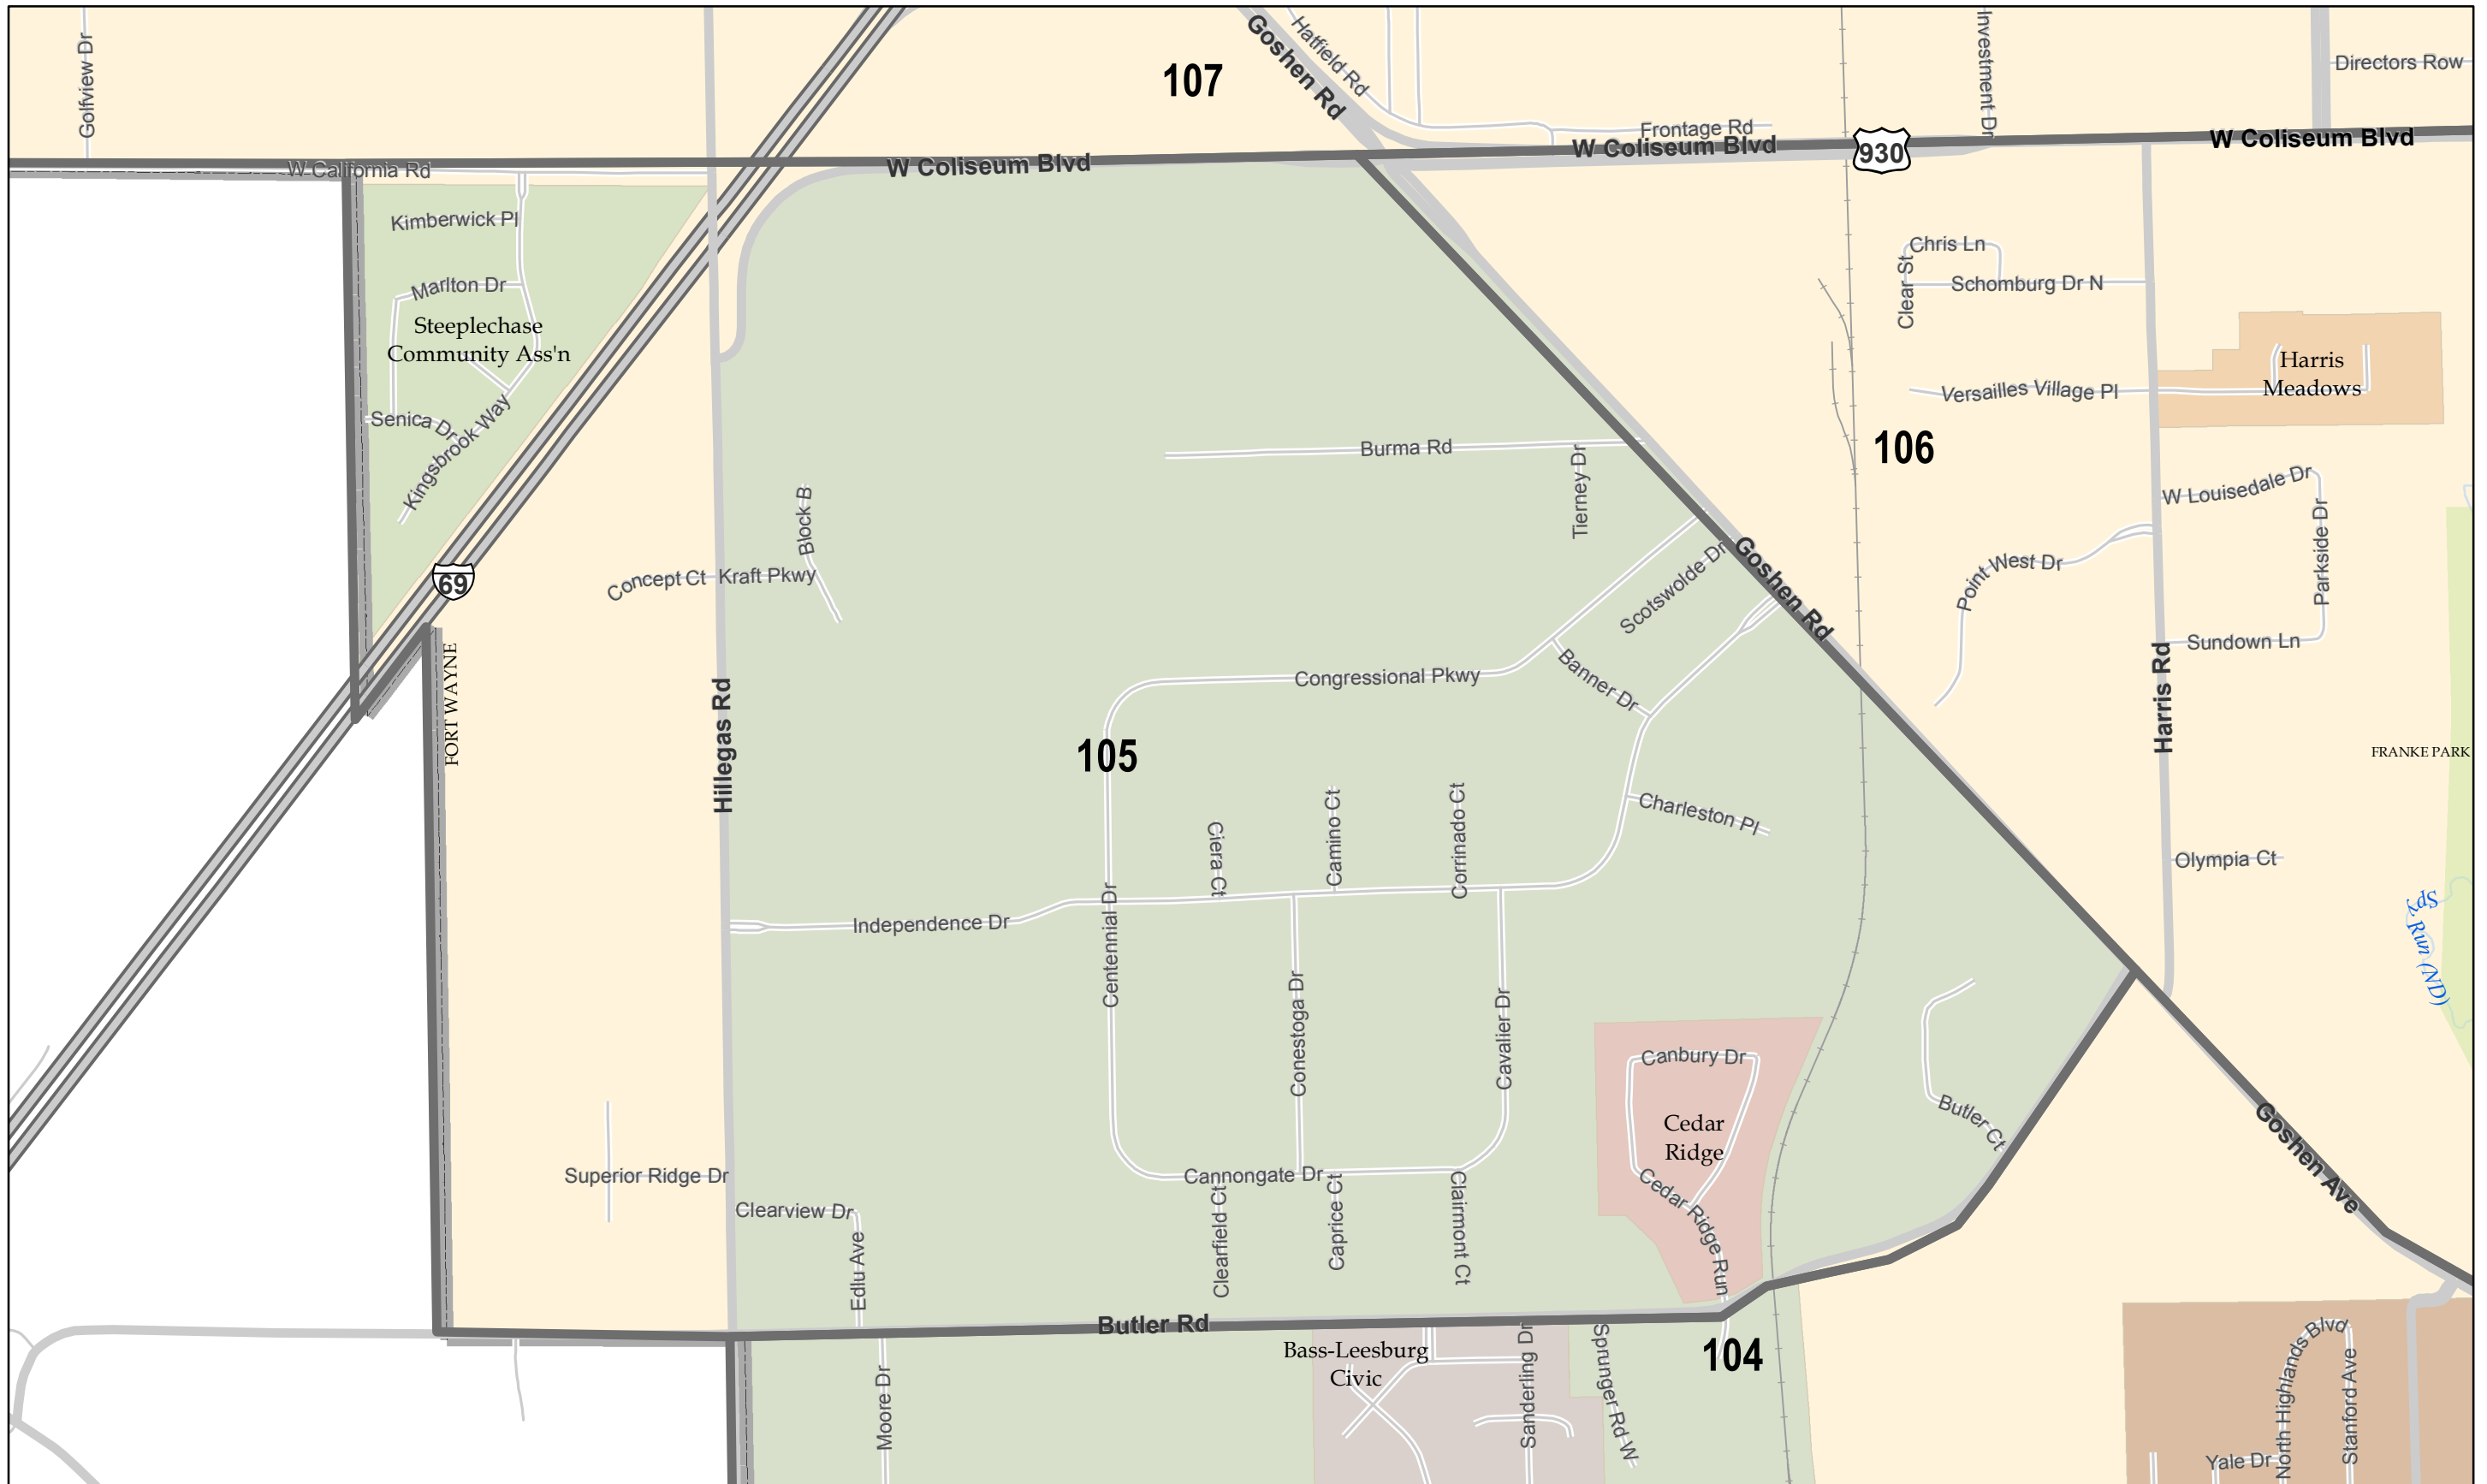 Golfview Dr
107
Goshen Rd
Hatfield Rd
Investment Dr
Directors Row
Frontage Rd
W California Rd
W Coliseum Blvd
W Coliseum Blvd
930
W Coliseum Blvd
Kimberwick Pl
Marlton Dr
Steeplechase
Community Ass'n
Senica Dr
Kingsbrook Way
Chris Ln
Clear St
Schomburg Dr N
Harris
Meadows
Versailles Village Pl
106
Burma Rd
Tierney Dr
W Louisedale Dr
Parkside Dr
Block B
69
Concept Ct
Kraft Pkwy
Scotswolde Dr
Goshen Rd
Point West Dr
Sundown Ln
FORT WAYNE
Hillegas Rd
Congressional Pkwy
Banner Dr
Harris Rd
105
FRANKE PARK
Ciera Ct
Camino Ct
Corrinado Ct
Charleston Pl
Olympia Ct
Spy Run (ND)
Independence Dr
Centennial Dr
Conestoga Dr
Cavalier Dr
Canbury Dr
Cedar
Ridge
Butler Ct
Goshen Ave
Superior Ridge Dr
Cannongate Dr
Cedar Ridge Run
Clearview Dr
Edlu Ave
Clearfield Ct
Caprice Ct
Clairmont Ct
Butler Rd
Bass-Leesburg
Civic
104
Moore Dr
Sanderling Dr
Sprunger Rd W
North Highlands Blvd
Stanford Ave
Yale Dr